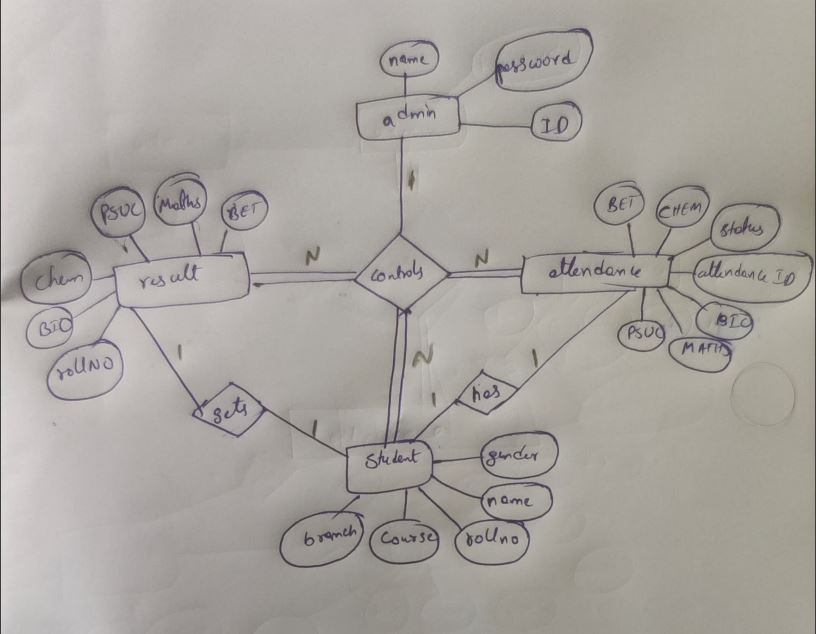 name
password
admin
ID
1
PSUC
Maths
BET
BET
CHEM
status
chem
result
N
controls
N
attendance
attendance ID
BIO
rollNO
PSUC
BIO
MATHS
1
N
1
1
has
gets
1
student
gender
name
branch
course
rollno